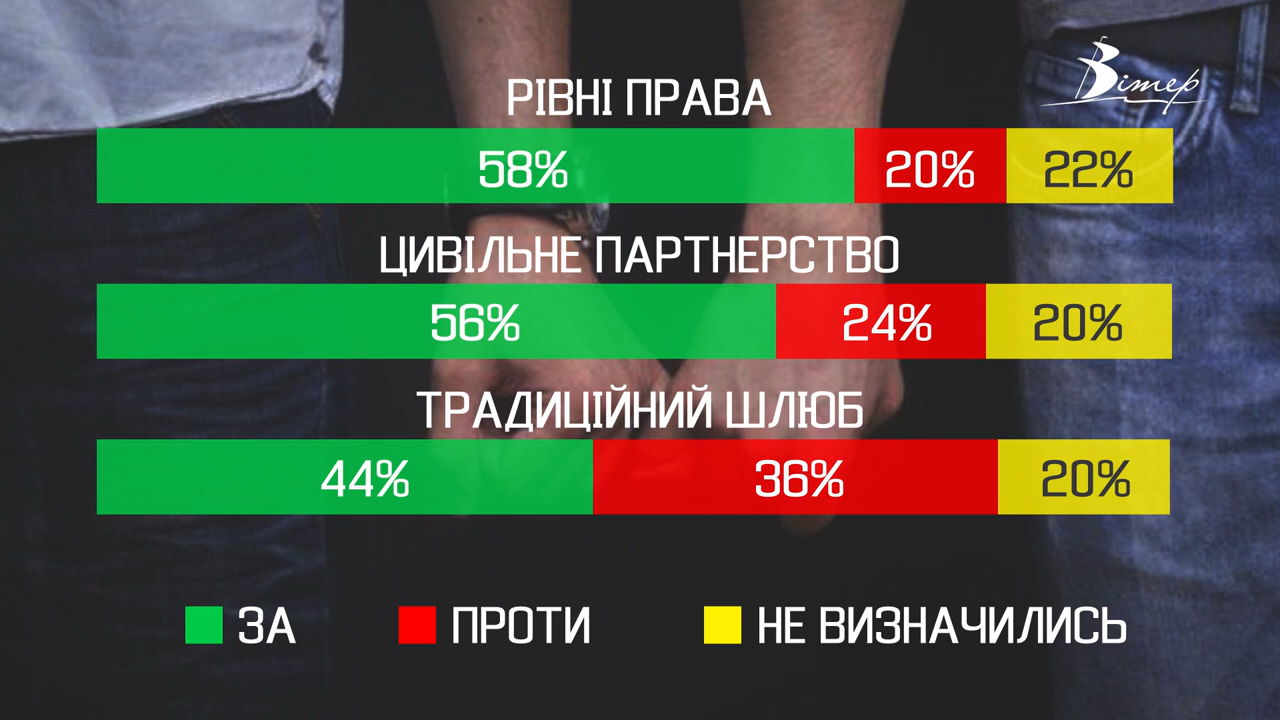 Вітер
РІВНІ ПРАВА
58% 20% 22%
ЦИВІЛЬНЕ ПАРТНЕРСТВО
56% 24% 20%
ТРАДИЦІЙНИЙ ШЛЮБ
44% 36% 20%
ЗА ПРОТИ НЕ ВИЗНАЧИЛИСЬ